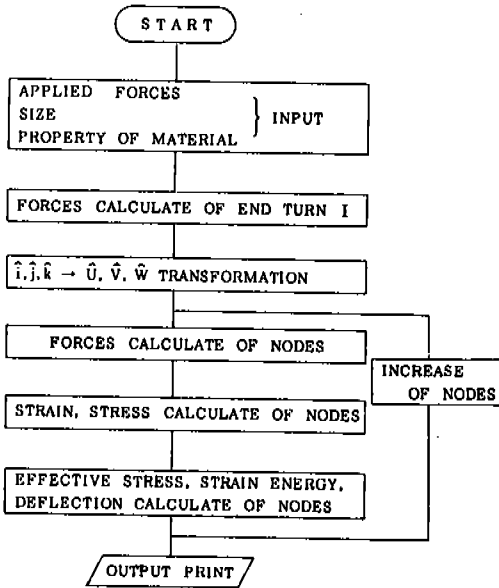 START
APPLIED FORCES
SIZE
PROPERTY OF MATERIAL
} INPUT
FORCES CALCULATE OF END TURN I
î, ĵ, k̂ → Û, V̂, Ŵ TRANSFORMATION
FORCES CALCULATE OF NODES
INCREASE
OF NODES
STRAIN, STRESS CALCULATE OF NODES
EFFECTIVE STRESS, STRAIN ENERGY,
DEFLECTION CALCULATE OF NODES
OUTPUT PRINT